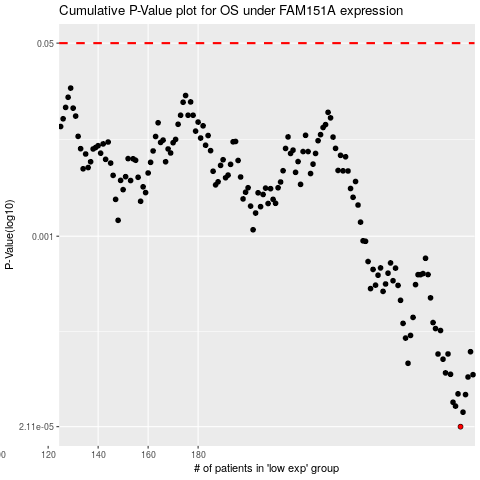 Cumulative P-Value plot for OS under FAM151A expression
P-Value(log10)
0.05
0.001
2.11e-05
00 120 140 160 180
# of patients in 'low exp' group